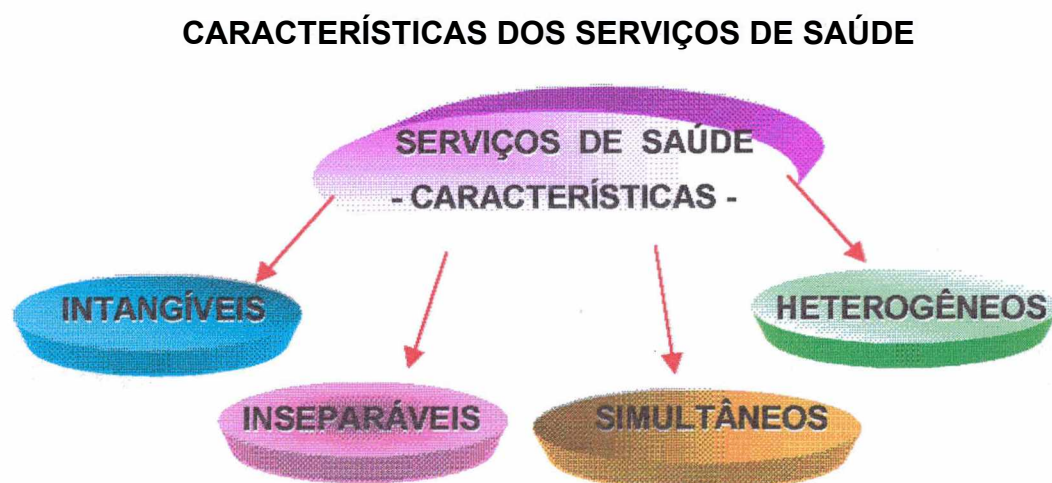 CARACTERÍSTICAS DOS SERVIÇOS DE SAÚDE
SERVIÇOS DE SAÚDE
- CARACTERÍSTICAS -
INTANGÍVEIS
HETEROGÊNEOS
INSEPARÁVEIS
SIMULTÂNEOS